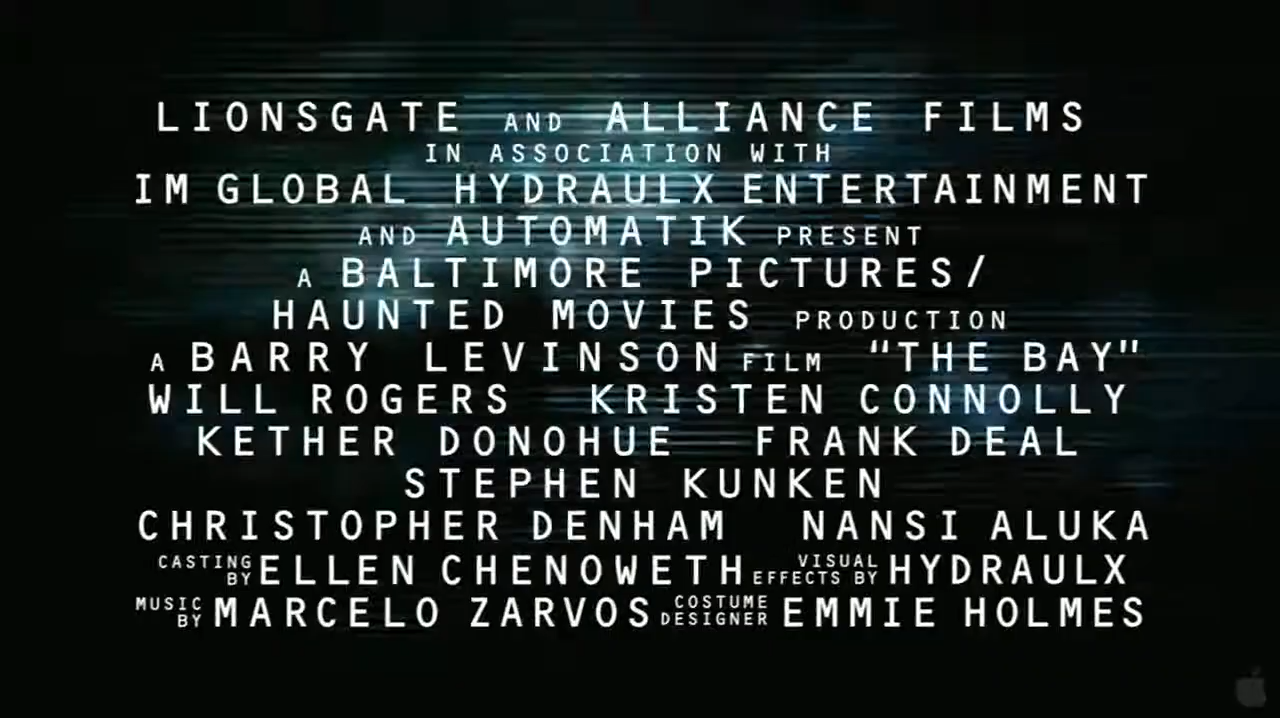 LIONSGATE AND ALLIANCE FILMS
IN ASSOCIATION WITH
IM GLOBAL HYDRAULX ENTERTAINMENT
AND AUTOMATIK PRESENT
A BALTIMORE PICTURES/
HAUNTED MOVIES PRODUCTION
A BARRY LEVINSON FILM "THE BAY"
WILL ROGERS KRISTEN CONNOLLY
KETHER DONOHUE FRANK DEAL
STEPHEN KUNKEN
CHRISTOPHER DENHAM NANSI ALUKA
CASTING BY ELLEN CHENOWETH VISUAL EFFECTS BY HYDRAULX
MUSIC BY MARCELO ZARVOS COSTUME DESIGNER EMMIE HOLMES